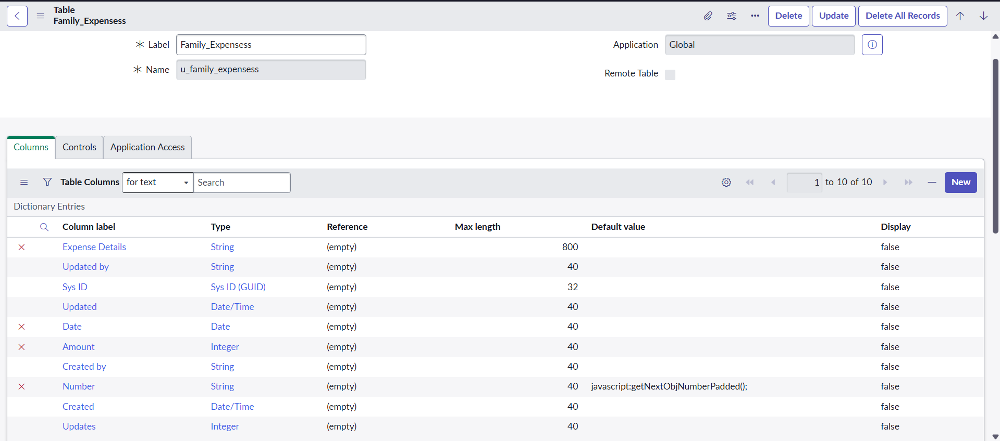 Table
Family_Expensess
Delete Update Delete All Records
Label Family_Expensess Application Global
Name u_family_expensess Remote Table
Columns Controls Application Access
Table Columns for text Search 1 to 10 of 10 New
Dictionary Entries
Column label Type Reference Max length Default value Display
Expense Details String (empty) 800 false
Updated by String (empty) 40 false
Sys ID Sys ID (GUID) (empty) 32 false
Updated Date/Time (empty) 40 false
Date Date (empty) 40 false
Amount Integer (empty) 40 false
Created by String (empty) 40 false
Number String (empty) 40 javascript:getNextObjNumberPadded(); false
Created Date/Time (empty) 40 false
Updates Integer (empty) 40 false